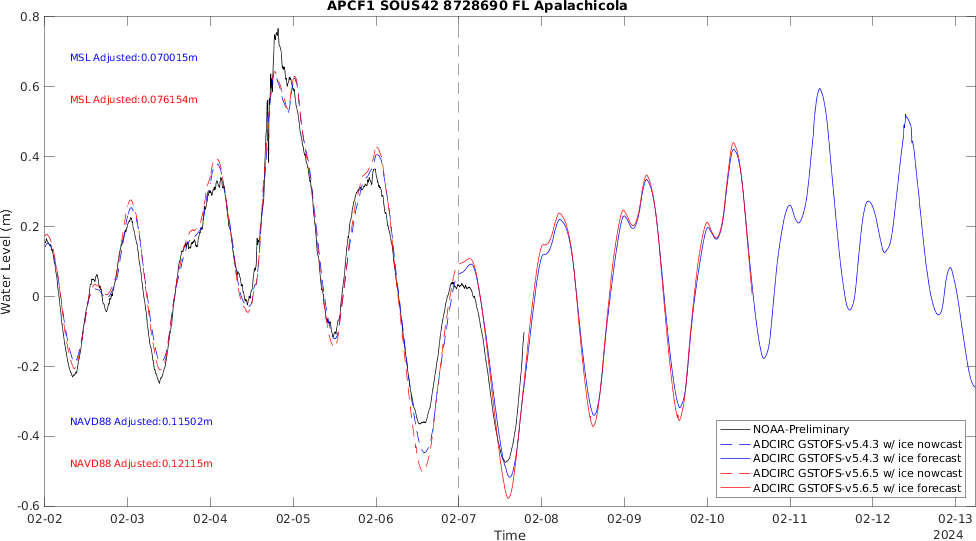 APCF1 SOUS42 8728690 FL Apalachicola
0.8
0.6
0.4
0.2
0
-0.2
-0.4
-0.6
Water Level (m)
MSL Adjusted:0.070015m
MSL Adjusted:0.076154m
NAVD88 Adjusted:0.11502m
NAVD88 Adjusted:0.12115m
NOAA-Preliminary
ADCIRC GSTOFS-v5.4.3 w/ ice nowcast
ADCIRC GSTOFS-v5.4.3 w/ ice forecast
ADCIRC GSTOFS-v5.6.5 w/ ice nowcast
ADCIRC GSTOFS-v5.6.5 w/ ice forecast
02-02 02-03 02-04 02-05 02-06 02-07 02-08 02-09 02-10 02-11 02-12 02-13
Time
2024